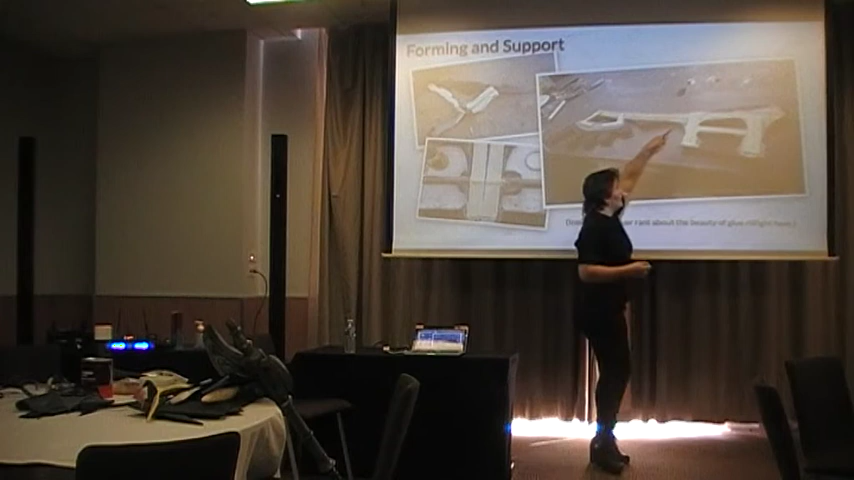 Forming and Support
rant about the beauty of glue